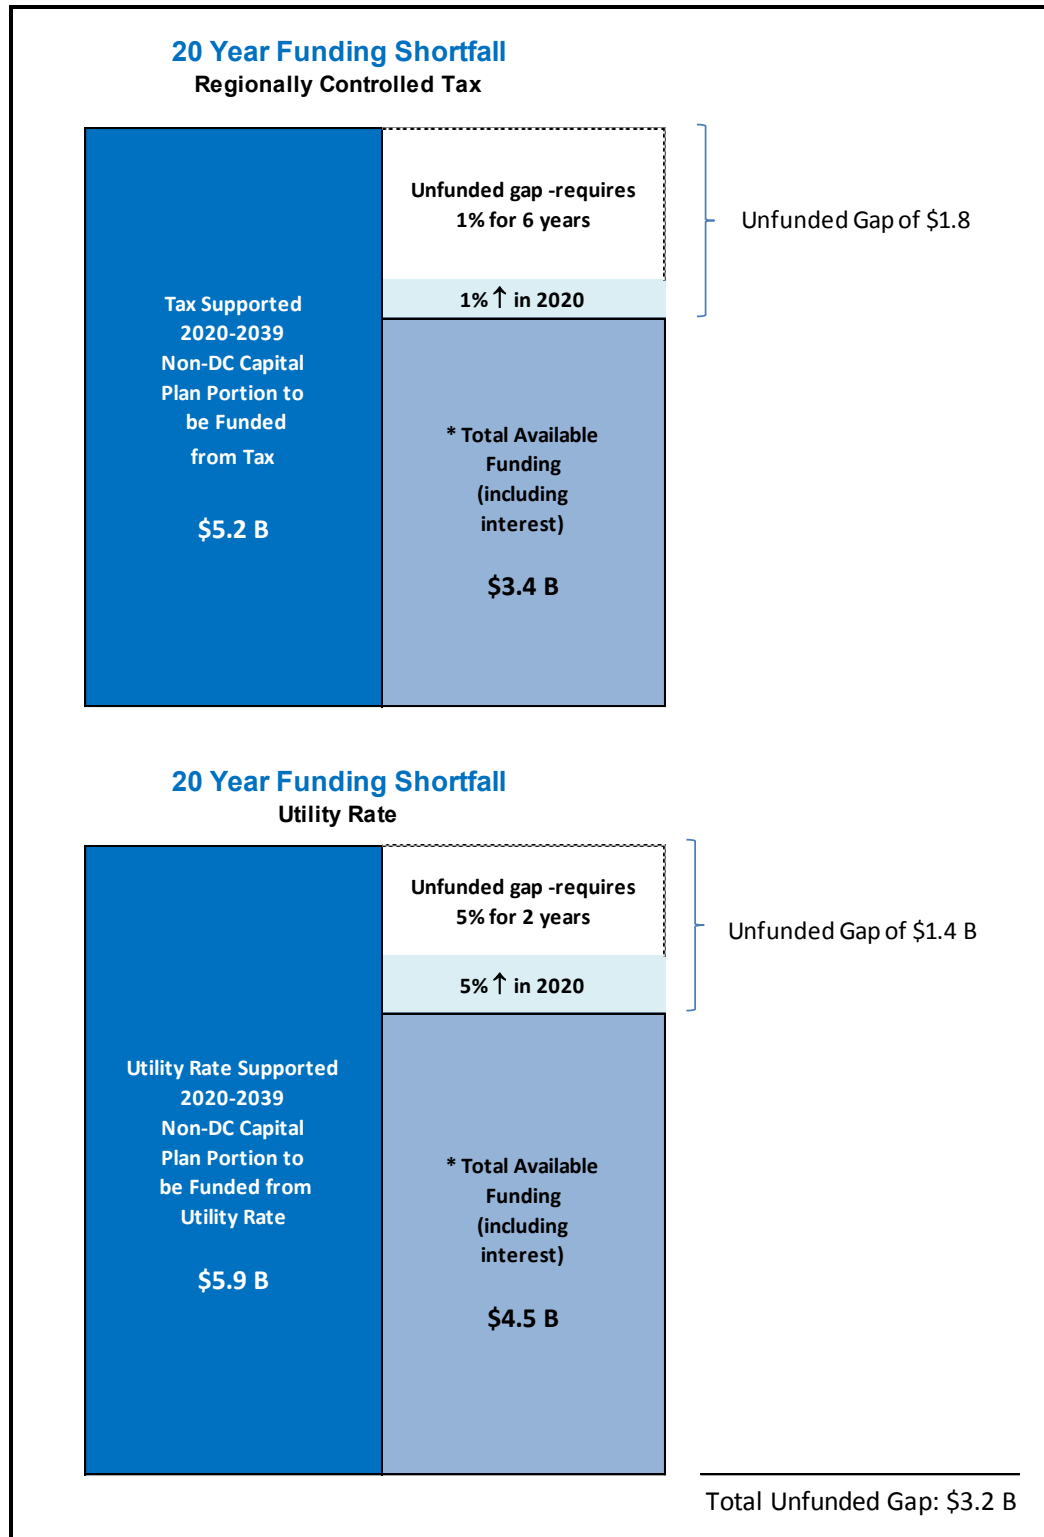 20 Year Funding Shortfall
Regionally Controlled Tax
Unfunded gap -requires
1% for 6 years
Unfunded Gap of $1.8
1% ↑ in 2020
Tax Supported
2020-2039
Non-DC Capital
Plan Portion to
be Funded
from Tax
$5.2 B
* Total Available
Funding
(including
interest)
$3.4 B
20 Year Funding Shortfall
Utility Rate
Unfunded gap -requires
5% for 2 years
Unfunded Gap of $1.4 B
5% ↑ in 2020
Utility Rate Supported
2020-2039
Non-DC Capital
Plan Portion to
be Funded from
Utility Rate
$5.9 B
* Total Available
Funding
(including
interest)
$4.5 B
Total Unfunded Gap: $3.2 B